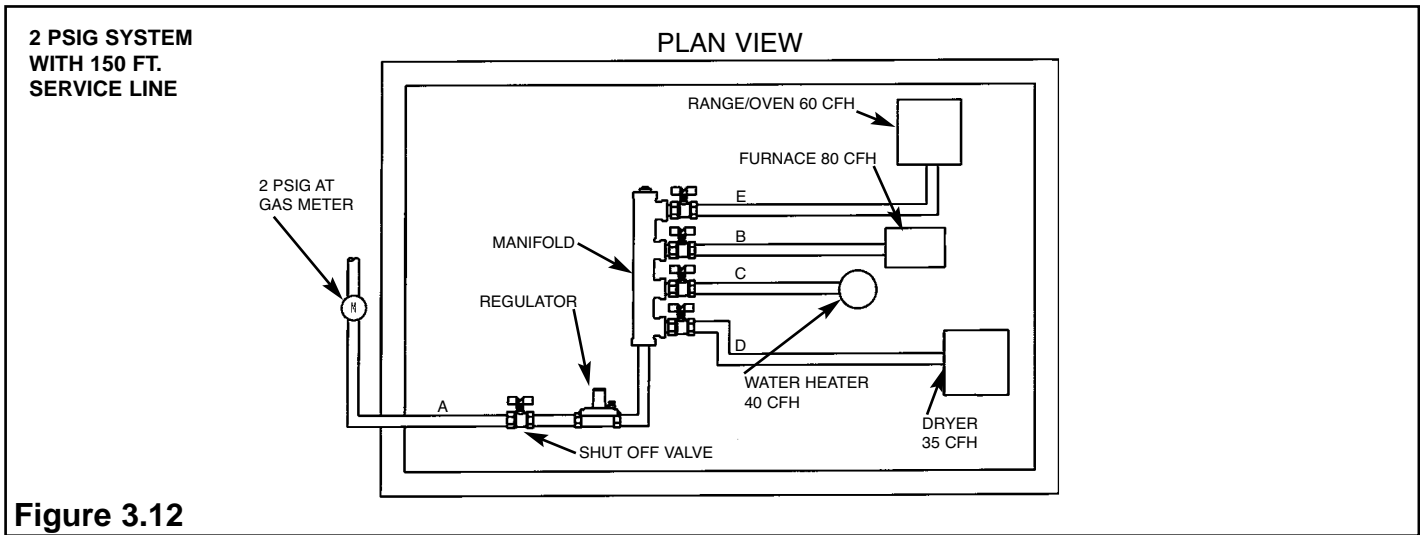 2 PSIG SYSTEM
WITH 150 FT.
SERVICE LINE
PLAN VIEW
RANGE/OVEN 60 CFH
FURNACE 80 CFH
2 PSIG AT
GAS METER
E
B
MANIFOLD
C
REGULATOR
M
D
WATER HEATER
40 CFH
A
DRYER
35 CFH
SHUT OFF VALVE
Figure 3.12